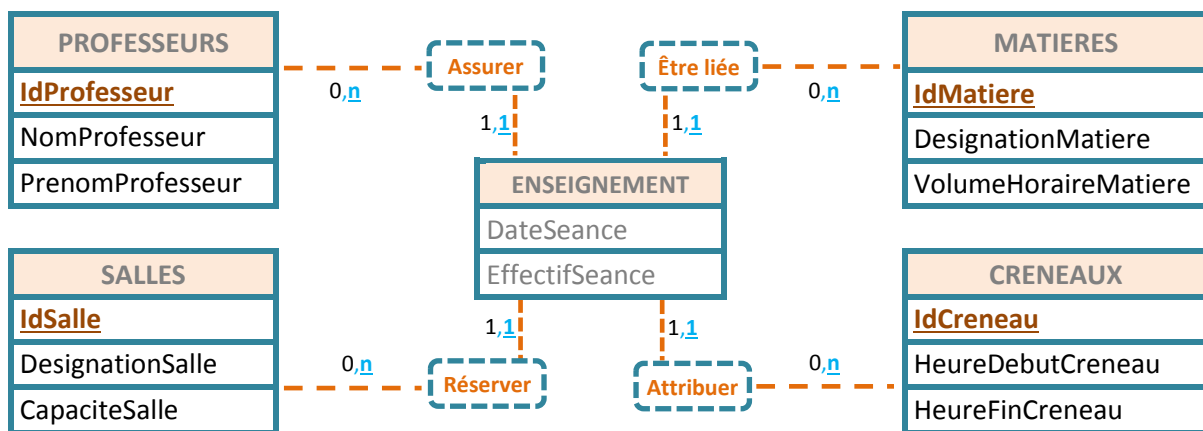 PROFESSEURS
IdProfesseur
NomProfesseur
PrenomProfesseur
0,n
Assurer
1,1
Être liée
1,1
0,n
MATIERES
IdMatiere
DesignationMatiere
VolumeHoraireMatiere
ENSEIGNEMENT
DateSeance
EffectifSeance
SALLES
IdSalle
DesignationSalle
CapaciteSalle
0,n
Réserver
1,1
1,1
Attribuer
0,n
CRENEAUX
IdCreneau
HeureDebutCreneau
HeureFinCreneau